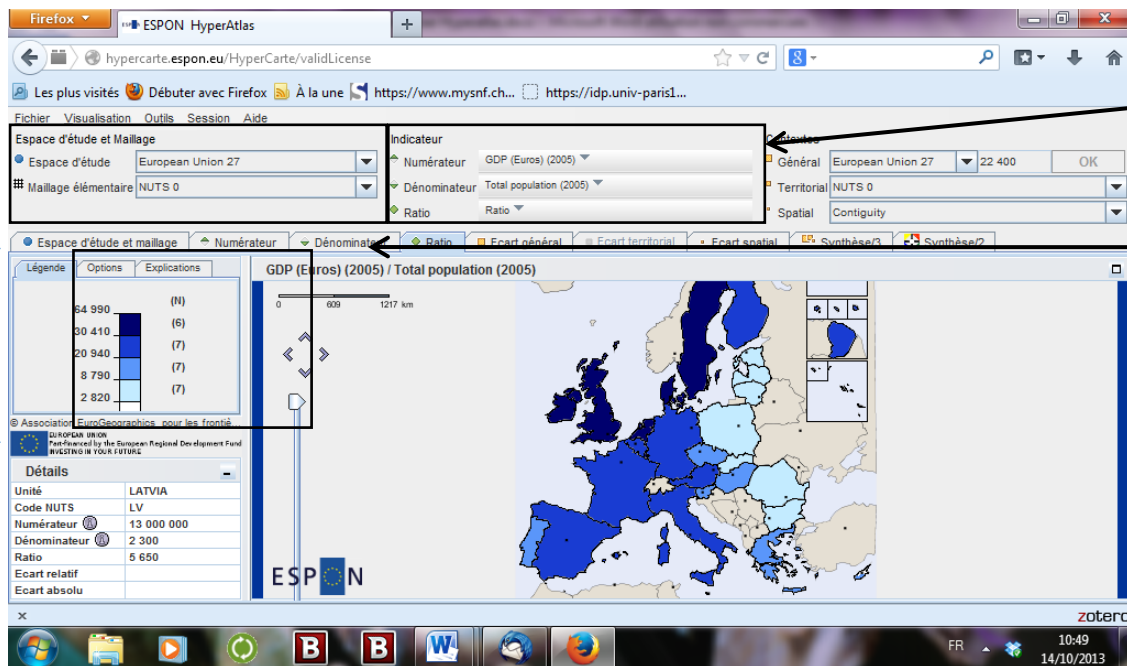 Firefox
ESPON HyperAtlas
+
hypercarte.espon.eu/HyperCarte/validLicense
8
Les plus visités Débuter avec Firefox À la une https://www.mysnf.ch... https://idp.univ-paris1...
Fichier Visualisation Outils Session Aide
Espace d'étude et Maillage
Espace d'étude European Union 27
Maillage élémentaire NUTS 0
Indicateur
Numérateur GDP (Euros) (2005)
Dénominateur Total population (2005)
Ratio Ratio
Général European Union 27 22 400 OK
Territorial NUTS 0
Spatial Contiguity
Espace d'étude et maillage Numérateur Dénominate Ratio Ecart général Ecart territorial Ecart spatial Synthèse/3 Synthèse/2
Légende Options Explications
(N)
64 990
(6)
30 410
(7)
20 940
(7)
8 790
(7)
2 820
GDP (Euros) (2005) / Total population (2005)
0 609 1217 km
© Association EuroGeographics pour les frontiè...
EUROPEAN UNION
Part-financed by the European Regional Development Fund
INVESTING IN YOUR FUTURE
Détails
Unité LATVIA
Code NUTS LV
Numérateur 13 000 000
Dénominateur 2 300
Ratio 5 650
Ecart relatif
Ecart absolu
ESPON
x
zotero
W
B B
FR 10:49
14/10/2013